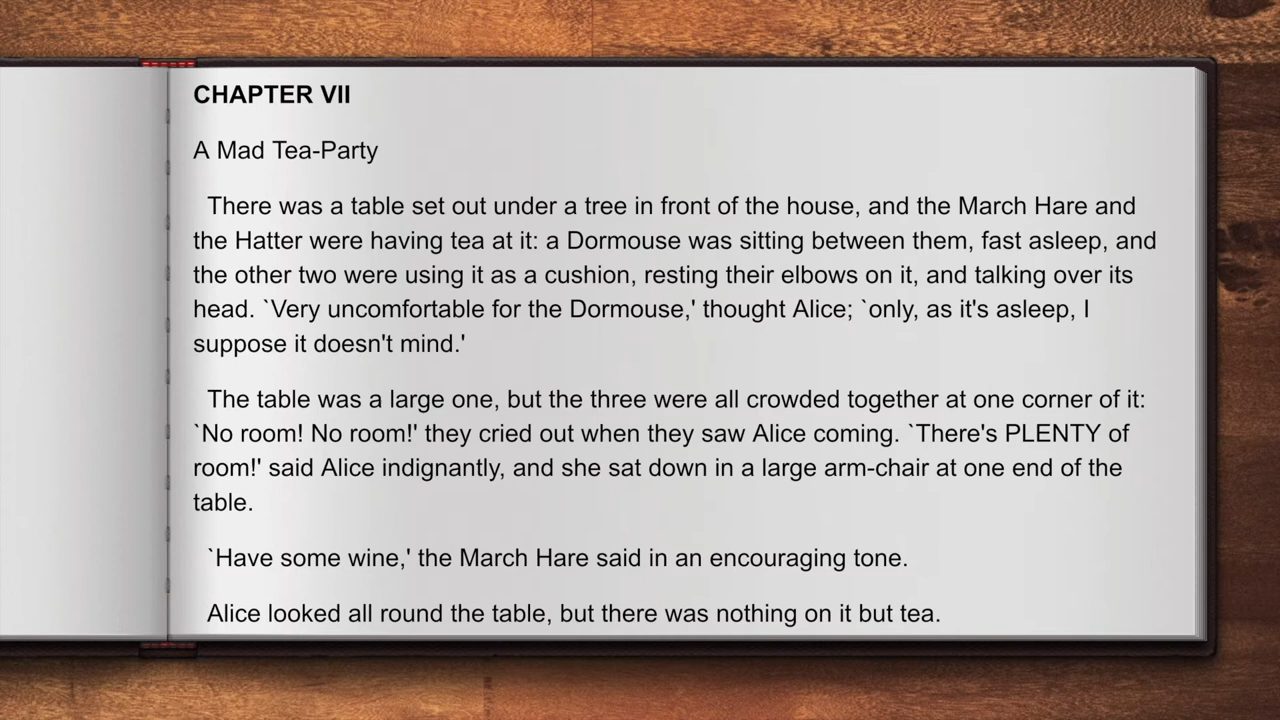 CHAPTER VII
A Mad Tea-Party
There was a table set out under a tree in front of the house, and the March Hare and
the Hatter were having tea at it: a Dormouse was sitting between them, fast asleep, and
the other two were using it as a cushion, resting their elbows on it, and talking over its
head. `Very uncomfortable for the Dormouse,' thought Alice; `only, as it's asleep, I
suppose it doesn't mind.'
The table was a large one, but the three were all crowded together at one corner of it:
`No room! No room!' they cried out when they saw Alice coming. `There's PLENTY of
room!' said Alice indignantly, and she sat down in a large arm-chair at one end of the
table.
`Have some wine,' the March Hare said in an encouraging tone.
Alice looked all round the table, but there was nothing on it but tea.